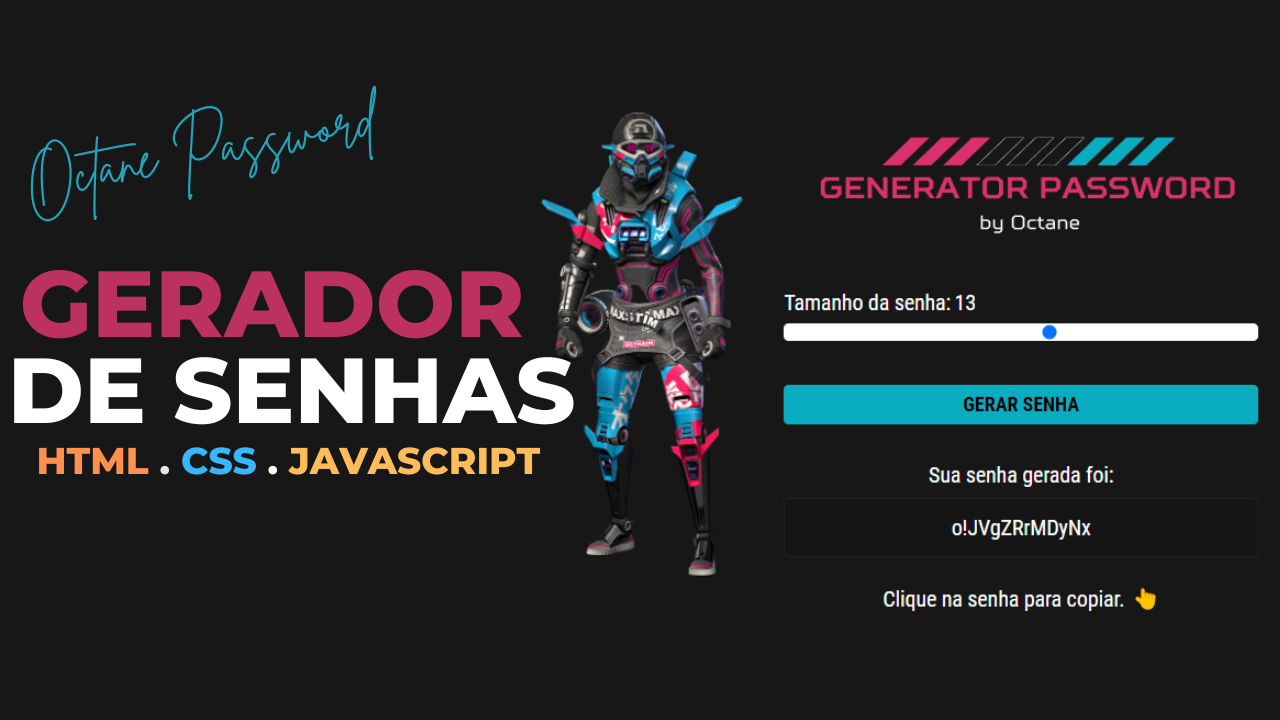 Octane Password
GERADOR
DE SENHAS
HTML . CSS . JAVASCRIPT
GENERATOR PASSWORD
by Octane
Tamanho da senha: 13
GERAR SENHA
Sua senha gerada foi:
o!JVgZRrMDyNx
Clique na senha para copiar. 👆